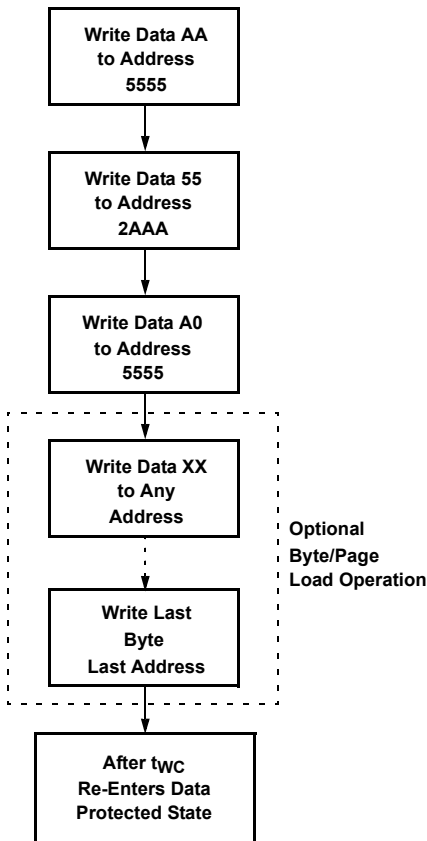 Write Data AA
to Address
5555
Write Data 55
to Address
2AAA
Write Data A0
to Address
5555
Write Data XX
to Any
Address
Optional
Byte/Page
Load Operation
Write Last
Byte
Last Address
After tWC
Re-Enters Data
Protected State